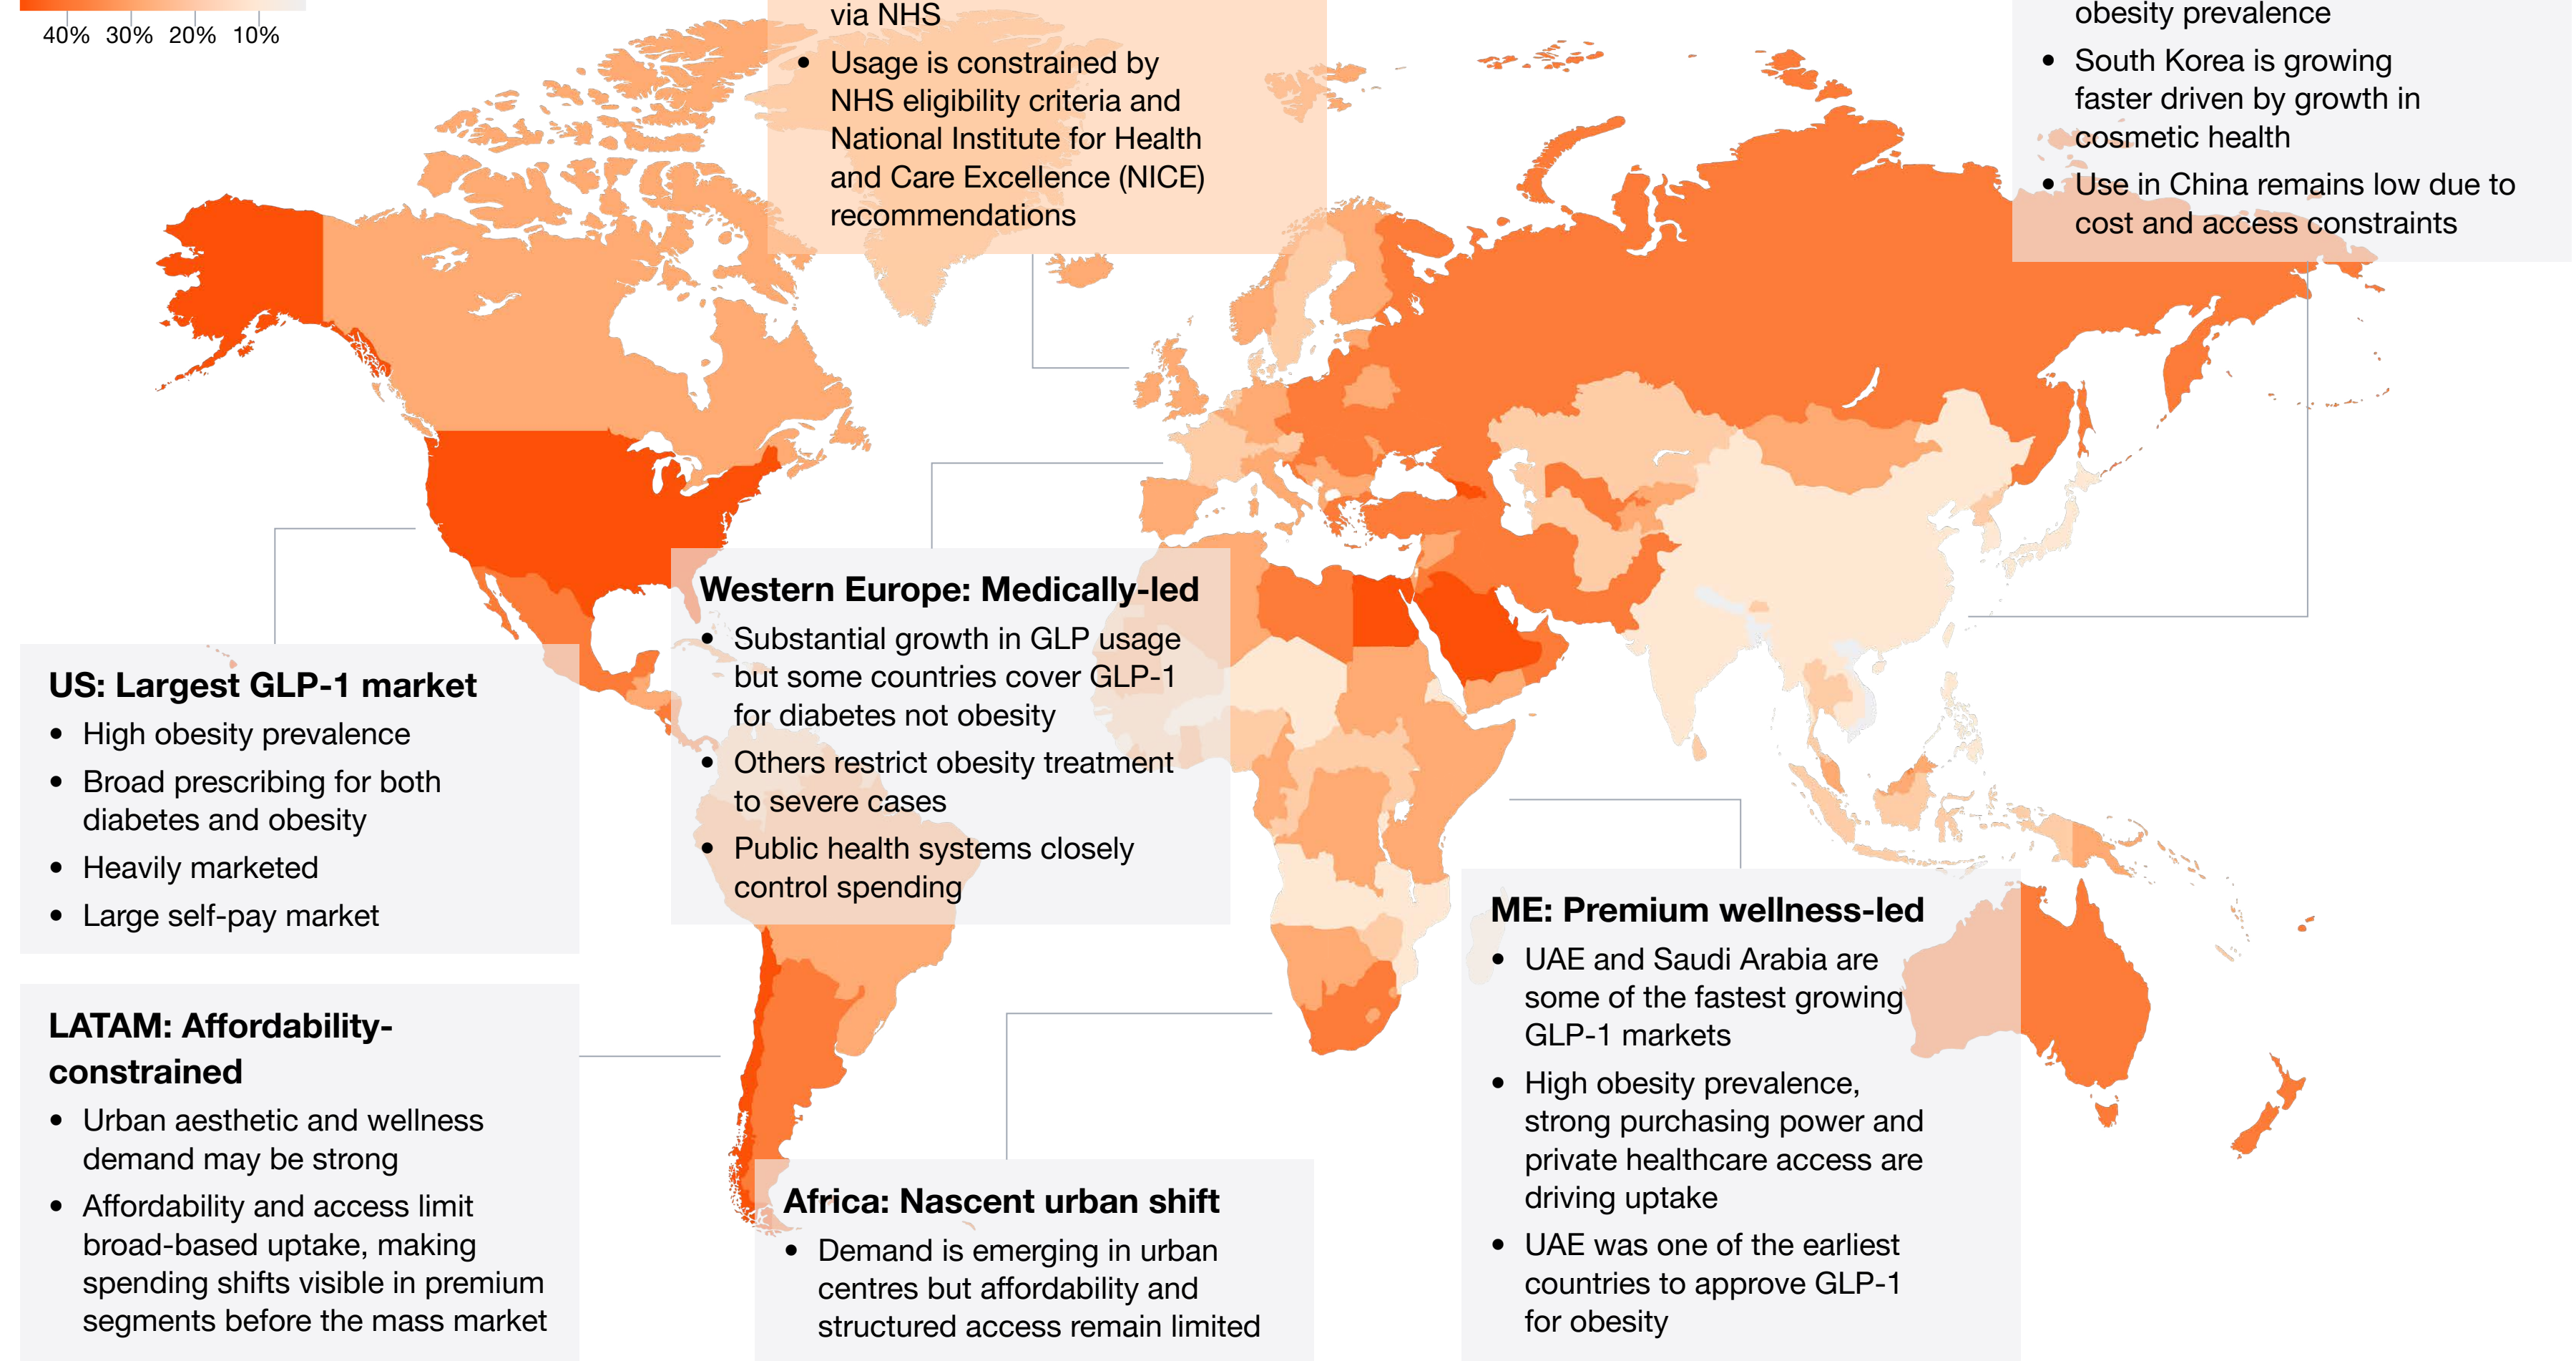 40% 30% 20% 10%
via NHS
• Usage is constrained by
NHS eligibility criteria and
National Institute for Health
and Care Excellence (NICE)
recommendations
obesity prevalence
• South Korea is growing
faster driven by growth in
cosmetic health
• Use in China remains low due to
cost and access constraints
Western Europe: Medically-led
• Substantial growth in GLP usage
but some countries cover GLP-1
for diabetes not obesity
• Others restrict obesity treatment
to severe cases
• Public health systems closely
control spending
US: Largest GLP-1 market
• High obesity prevalence
• Broad prescribing for both
diabetes and obesity
• Heavily marketed
• Large self-pay market
ME: Premium wellness-led
• UAE and Saudi Arabia are
some of the fastest growing
GLP-1 markets
• High obesity prevalence,
strong purchasing power and
private healthcare access are
driving uptake
• UAE was one of the earliest
countries to approve GLP-1
for obesity
LATAM: Affordability-
constrained
• Urban aesthetic and wellness
demand may be strong
• Affordability and access limit
broad-based uptake, making
spending shifts visible in premium
segments before the mass market
Africa: Nascent urban shift
• Demand is emerging in urban
centres but affordability and
structured access remain limited